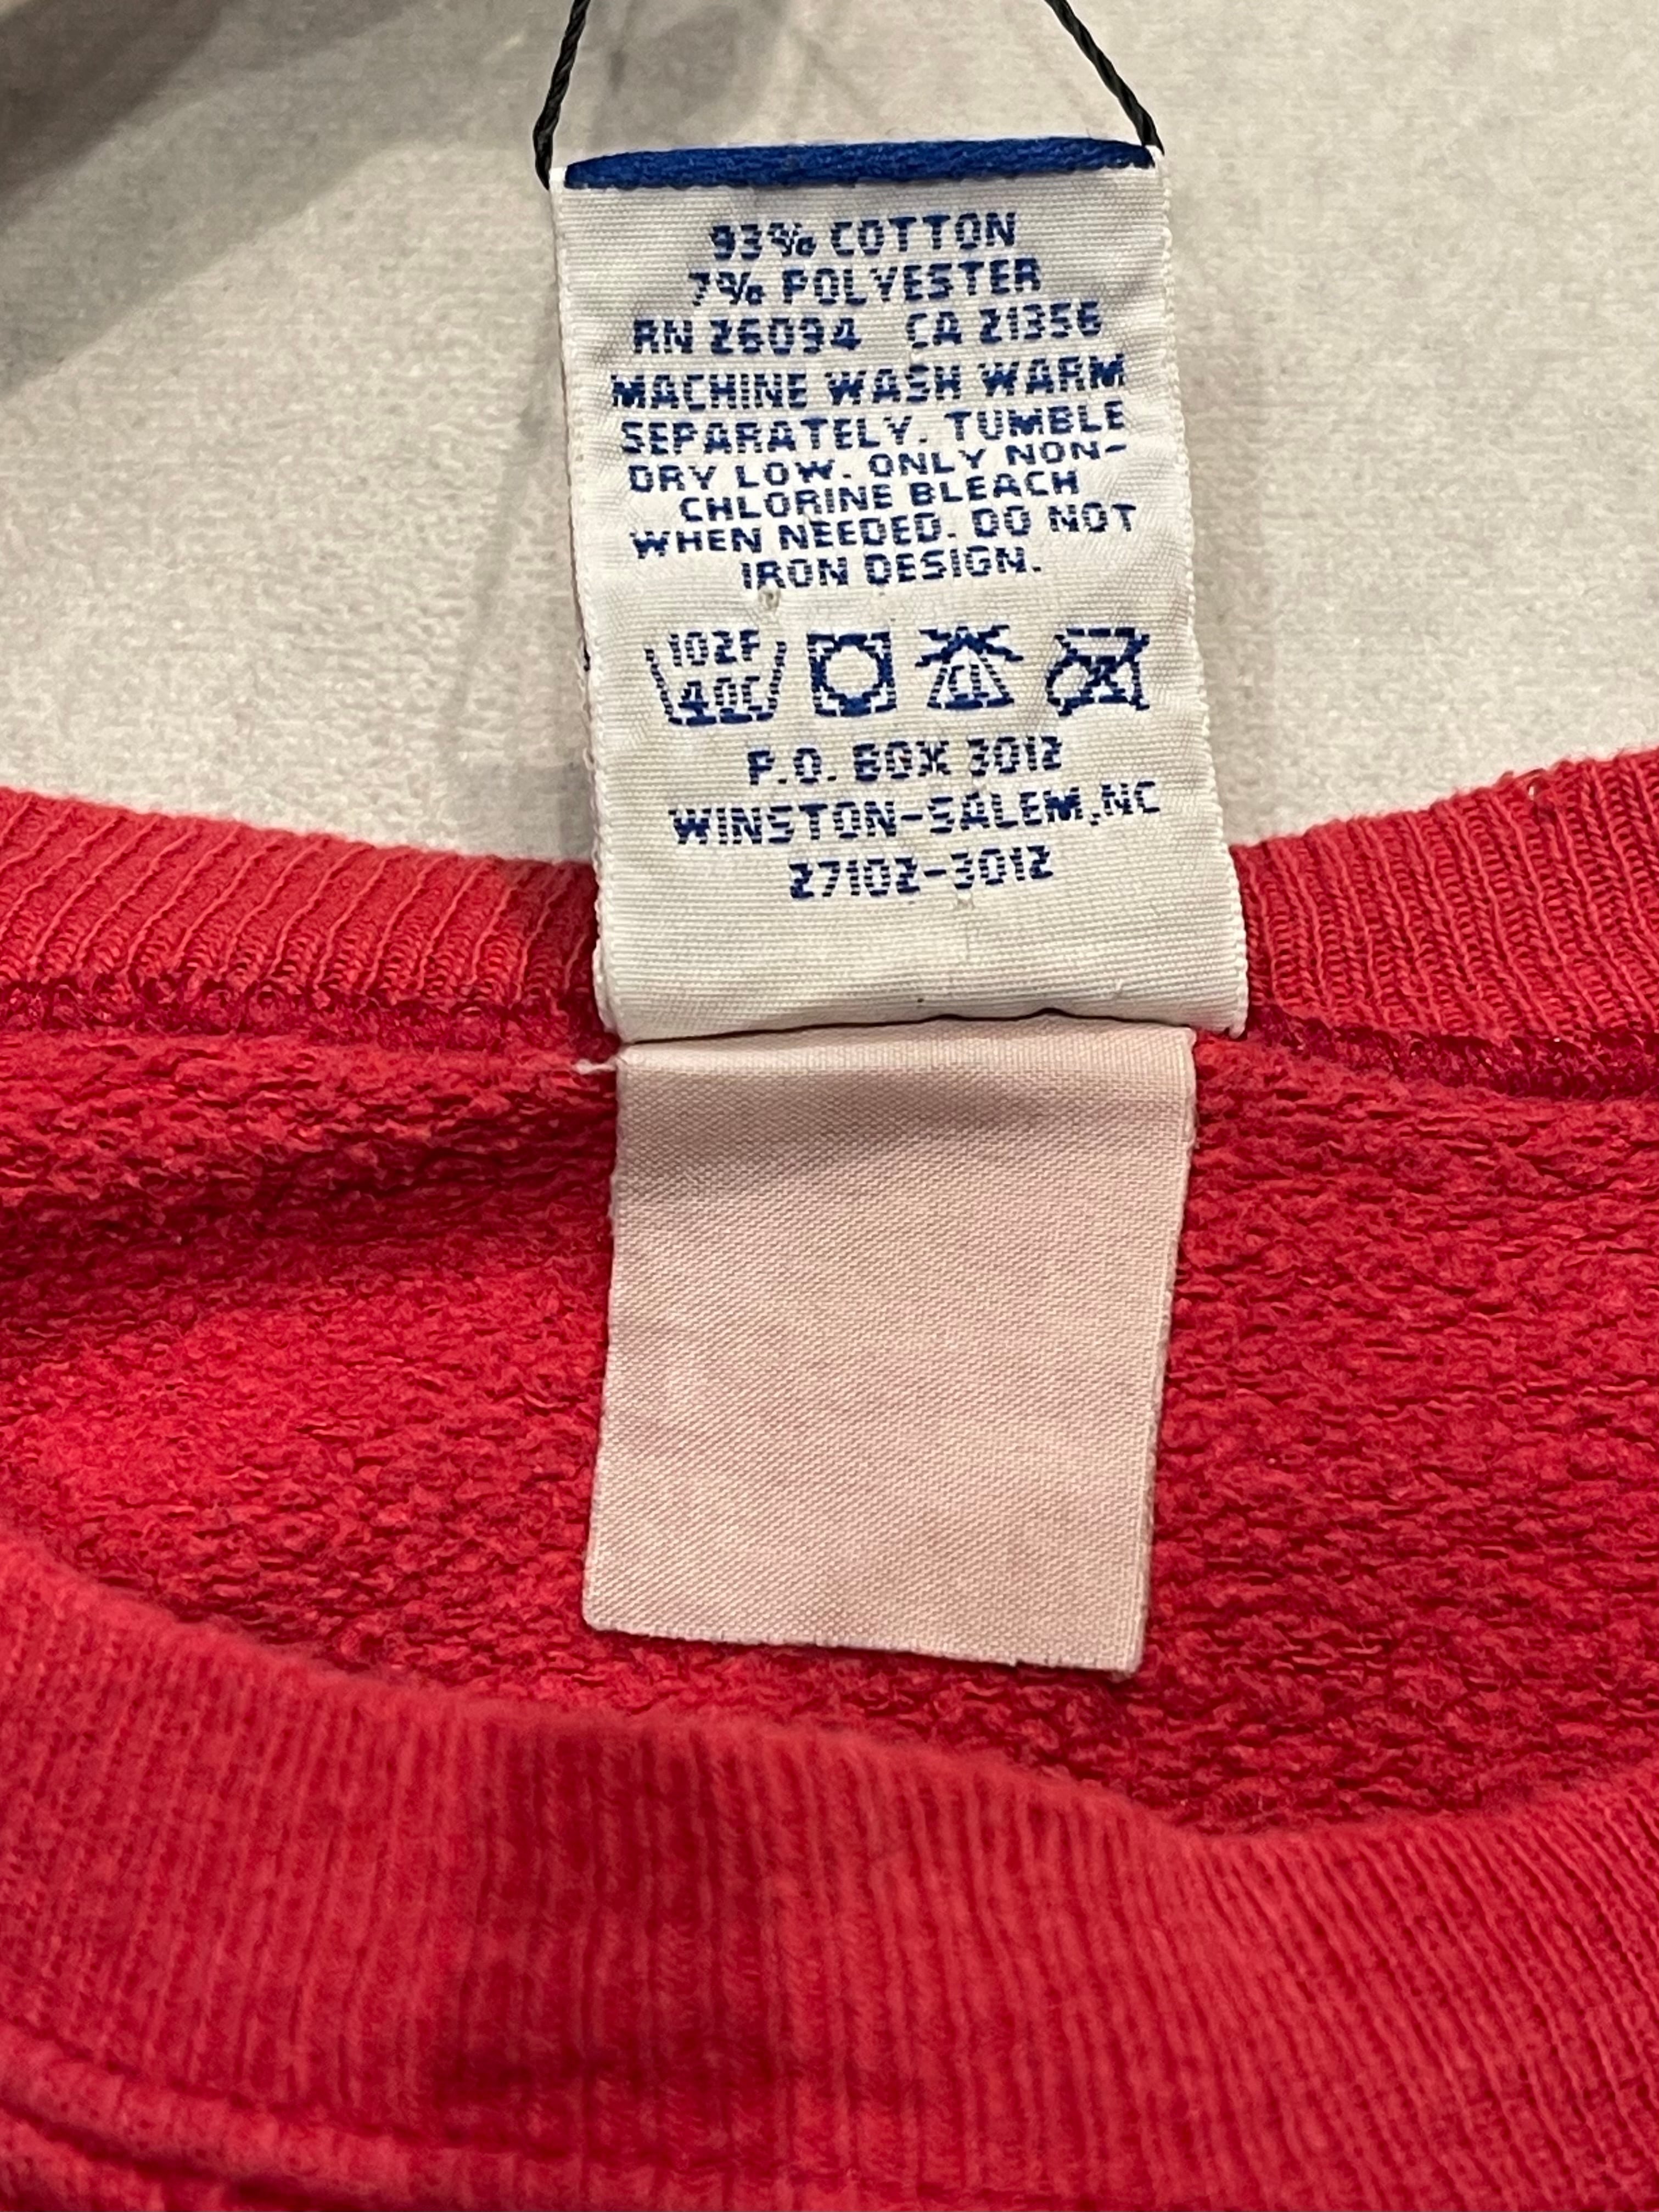 93% COTTON
7% POLYESTER
RN 26094 CA 21356
MACHINE WASH WARM
SEPARATELY. TUMBLE
DRY LOW. ONLY NON-
CHLORINE BLEACH
WHEN NEEDED. DO NOT
IRON DESIGN.
102F
40C
CL
P.O. BOX 3012
WINSTON-SALEM,NC
27102-3012